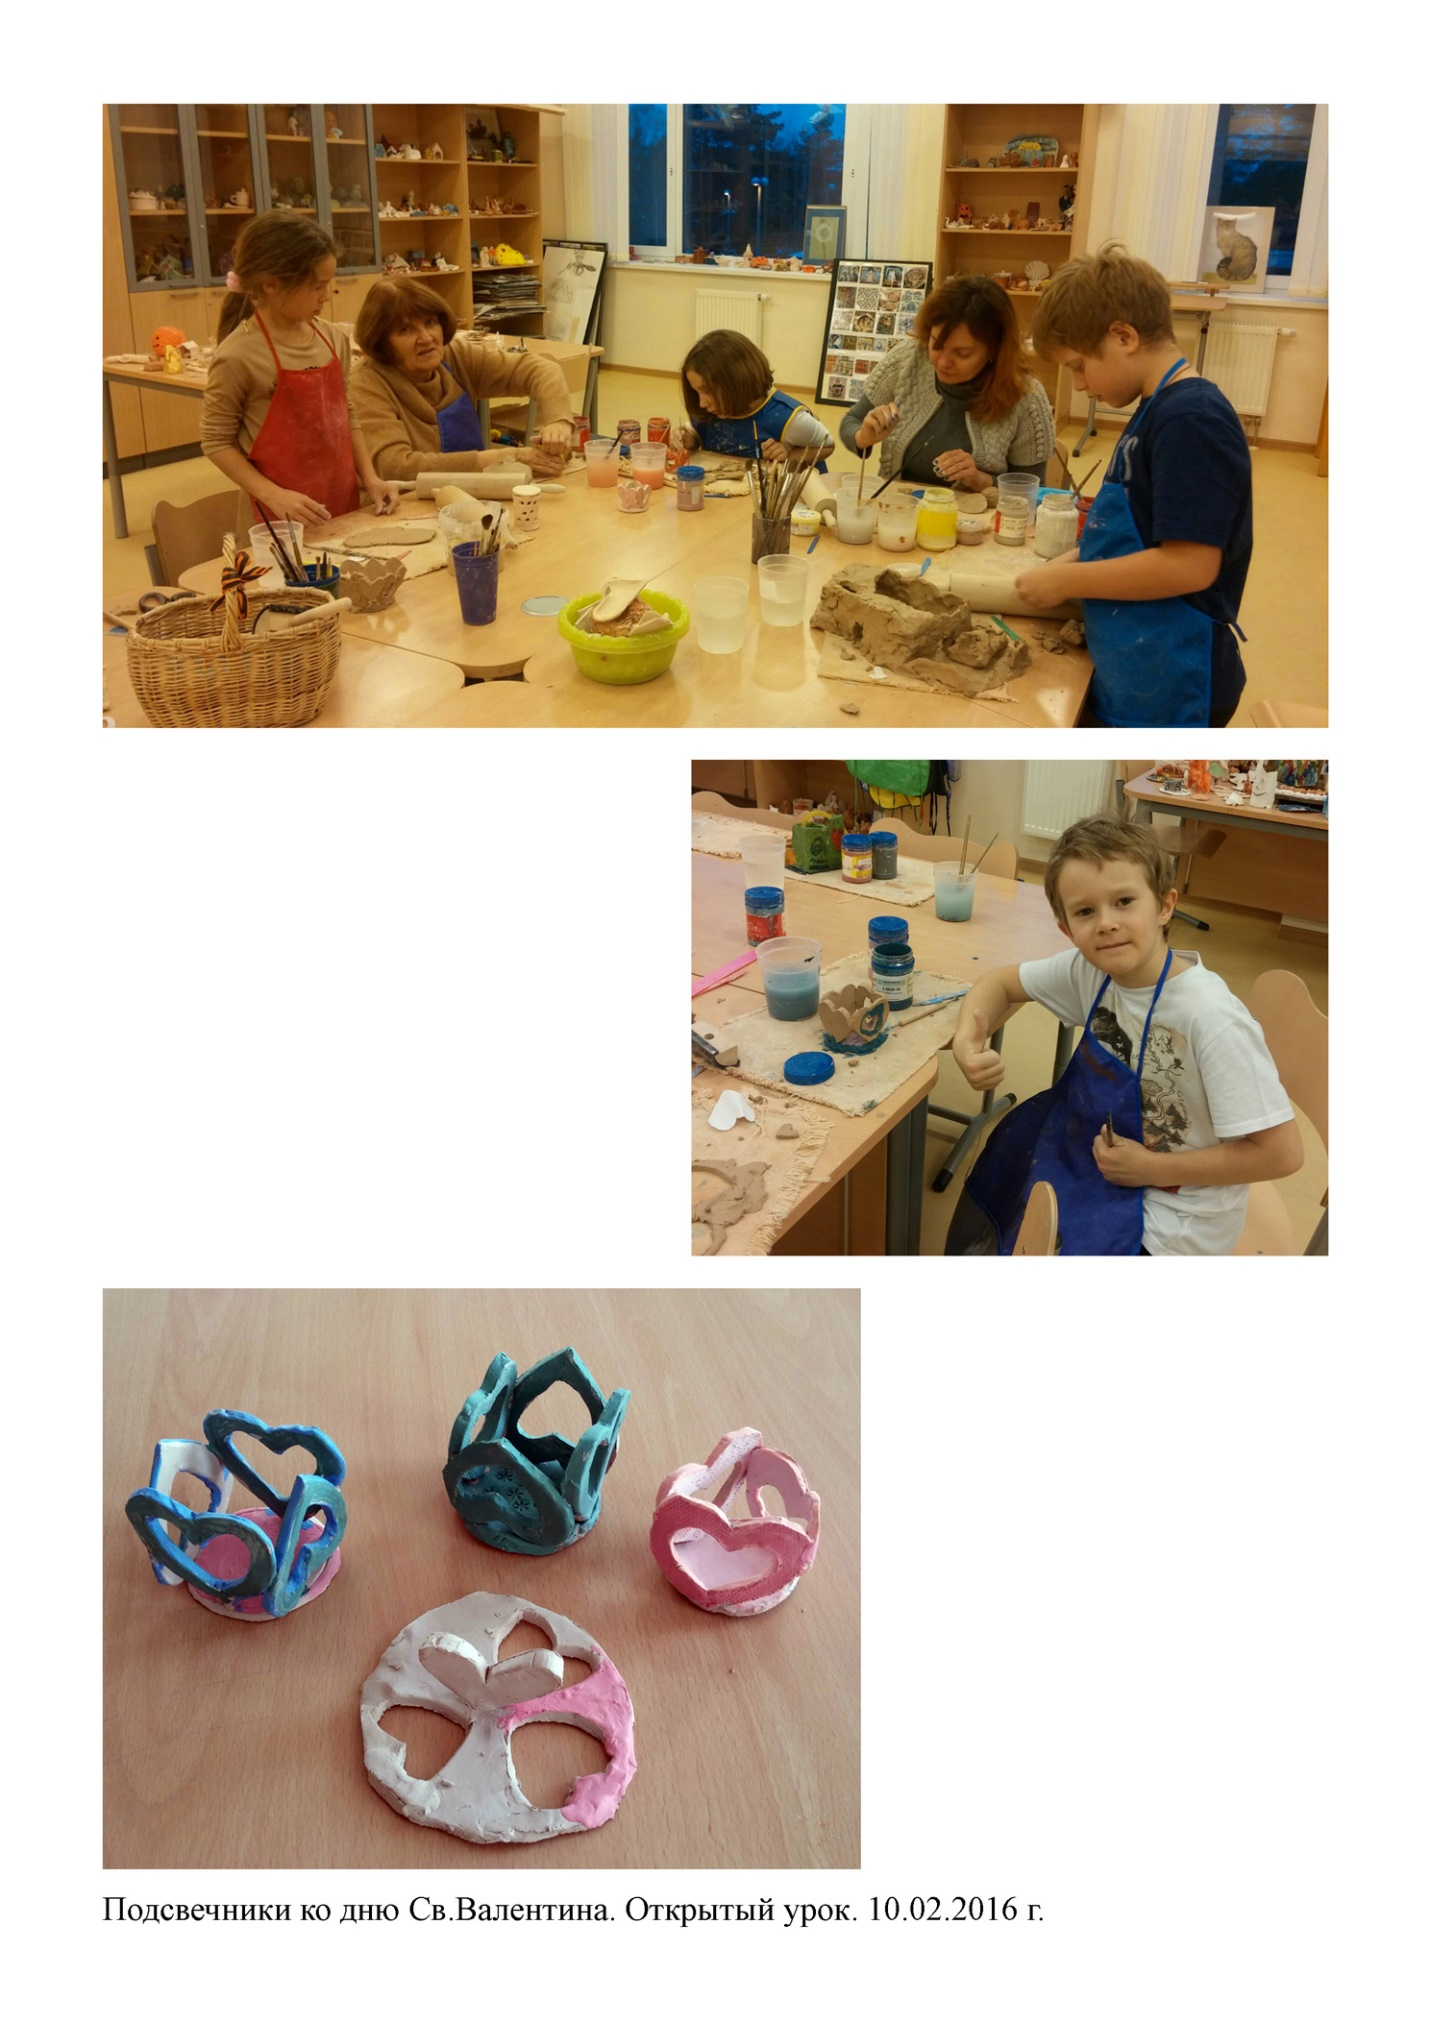 Подсвечники ко дню Св.Валентина. Открытый урок. 10.02.2016 г.